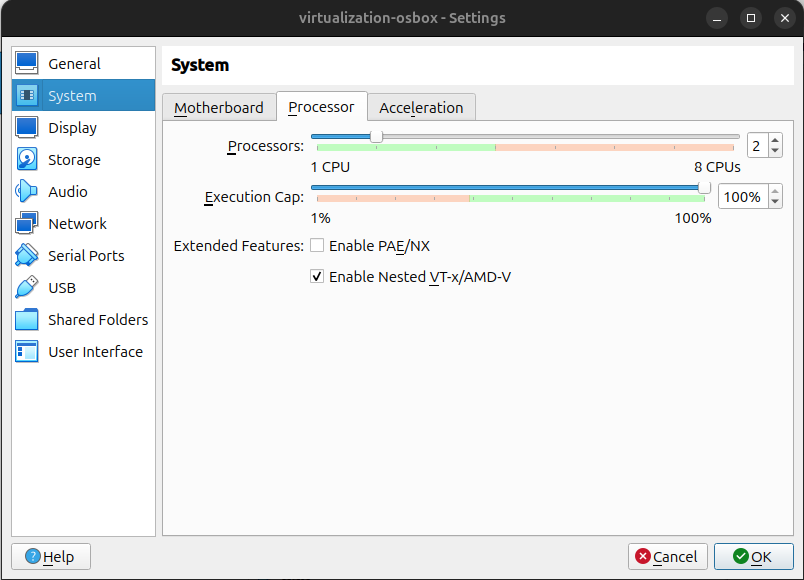 virtualization-osbox - Settings
General
System
Display
Storage
Audio
Network
Serial Ports
USB
Shared Folders
User Interface
System
Motherboard Processor Acceleration
Processors: 2
1 CPU 8 CPUs
Execution Cap: 100%
1% 100%
Extended Features: Enable PAE/NX
Enable Nested VT-x/AMD-V
? Help Cancel OK